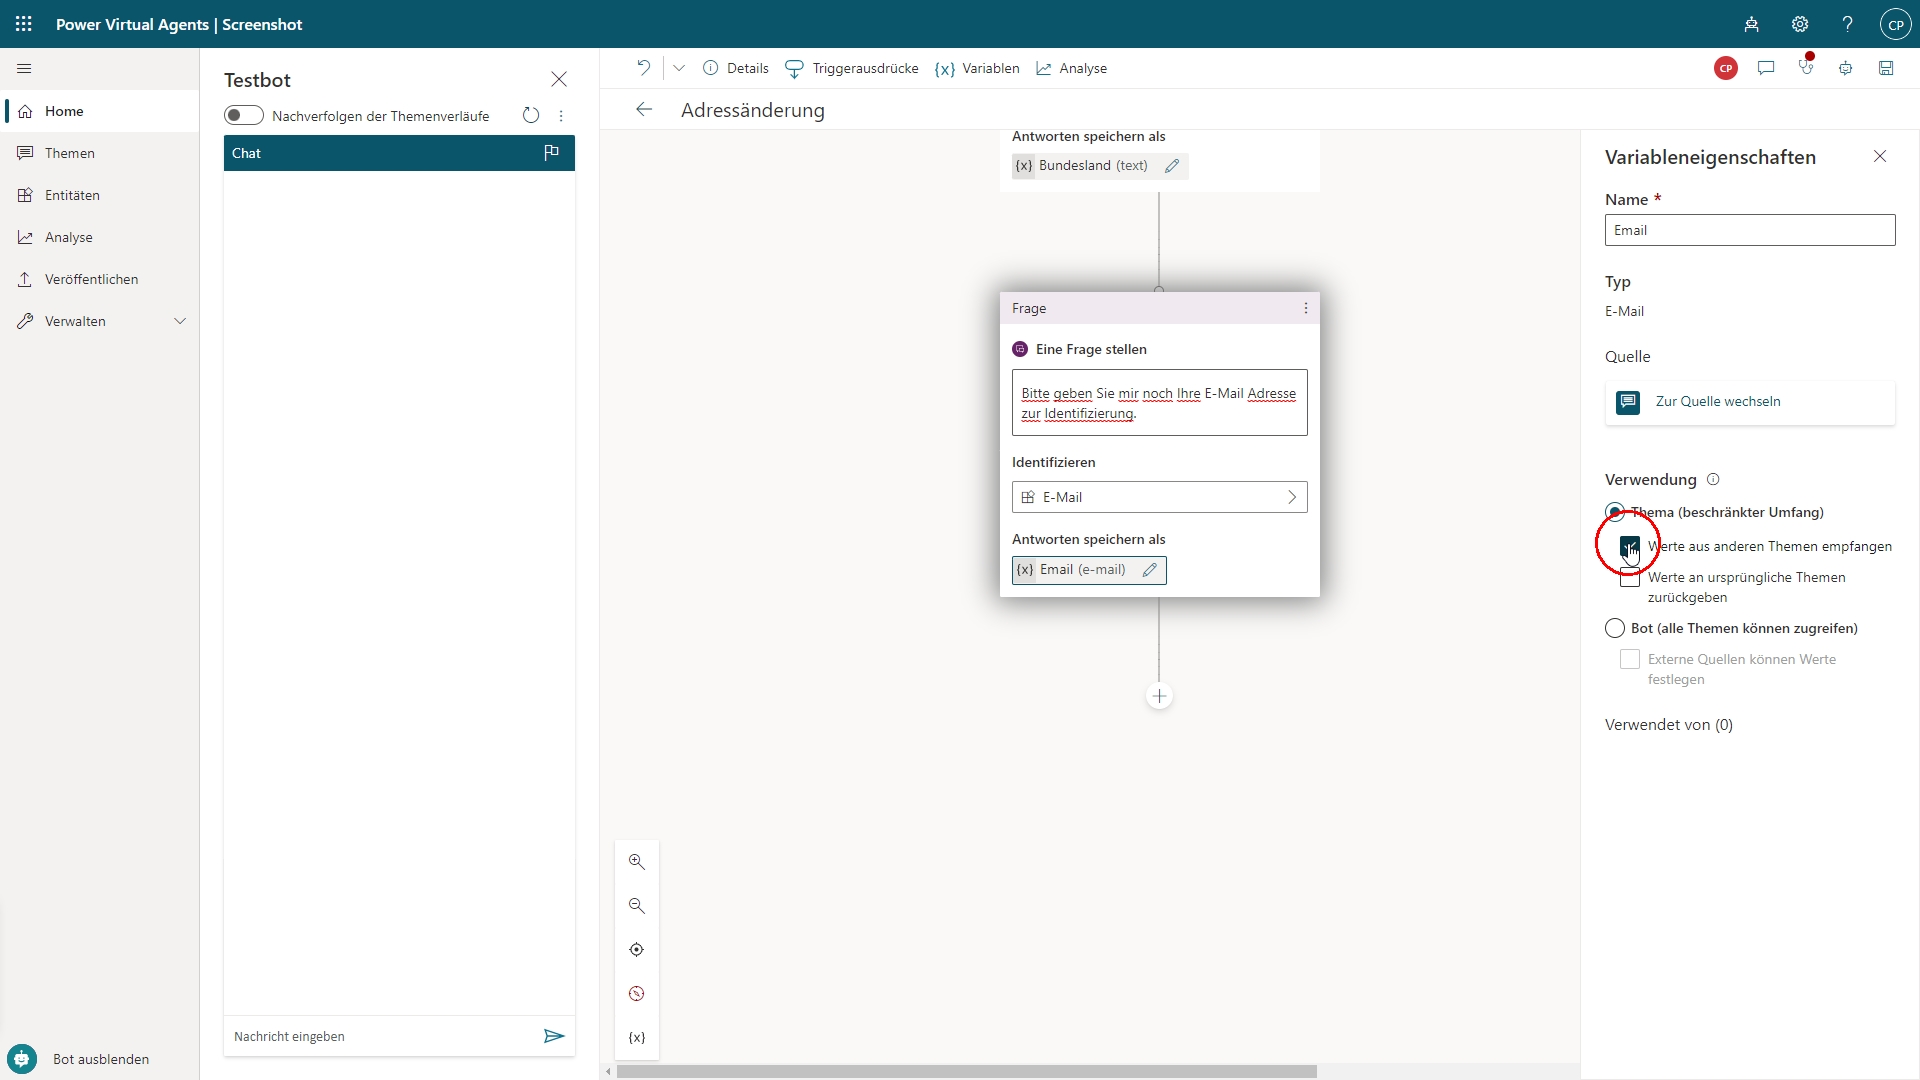 Power Virtual Agents | Screenshot
CP
Home
Themen
Entitäten
Analyse
Veröffentlichen
Verwalten
Bot ausblenden
Testbot
Nachverfolgen der Themenverläufe
Chat
Nachricht eingeben
Details
Triggerausdrücke
{x} Variablen
Analyse
CP
Adressänderung
Antworten speichern als
{x} Bundesland (text)
Frage
Eine Frage stellen
Bitte geben Sie mir noch Ihre E-Mail Adresse
zur Identifizierung.
Identifizieren
E-Mail
Antworten speichern als
{x} Email (e-mail)
{x}
Variableneigenschaften
Name *
Email
Typ
E-Mail
Quelle
Zur Quelle wechseln
Verwendung
Thema (beschränkter Umfang)
Werte aus anderen Themen empfangen
Werte an ursprüngliche Themen
zurückgeben
Bot (alle Themen können zugreifen)
Externe Quellen können Werte
festlegen
Verwendet von (0)